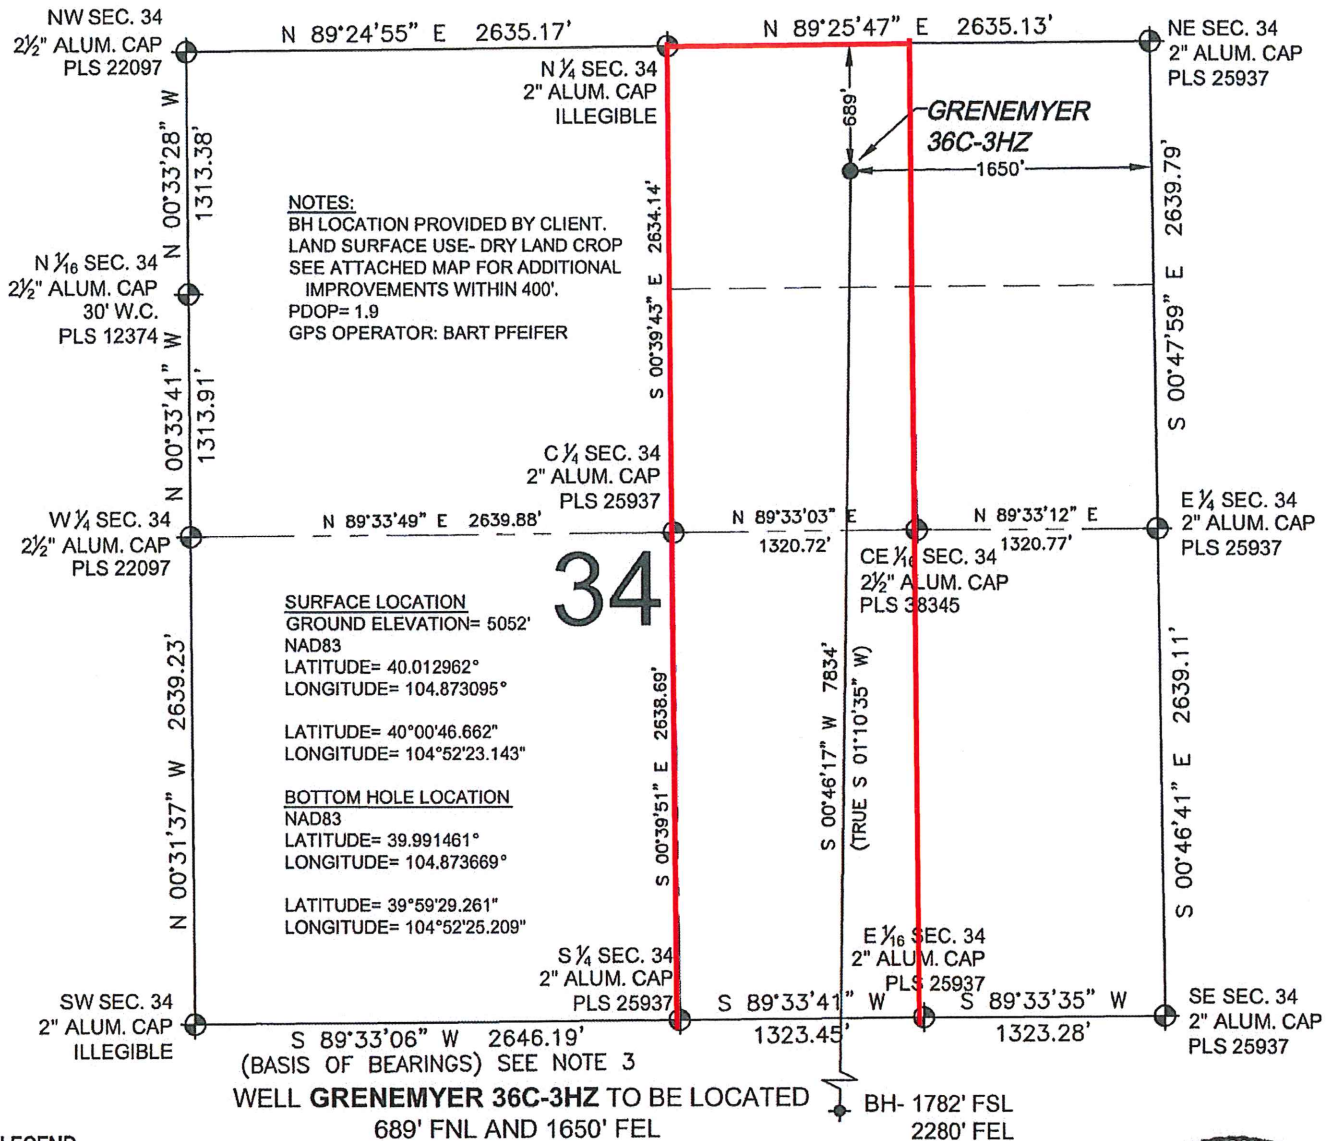 NW SEC. 34
2½" ALUM. CAP
PLS 22097
N 89°24'55" E 2635.17'
N ¼ SEC. 34
2" ALUM. CAP
ILLEGIBLE
N 89°25'47" E 2635.13'
NE SEC. 34
2" ALUM. CAP
PLS 25937
689'
GRENEMYER
36C-3HZ
1650'
N 00°33'28" W
1313.38'
N 1/16 SEC. 34
2½" ALUM. CAP
30' W.C.
PLS 12374
N 00°33'41" W
1313.91'
NOTES:
BH LOCATION PROVIDED BY CLIENT.
LAND SURFACE USE- DRY LAND CROP
SEE ATTACHED MAP FOR ADDITIONAL
IMPROVEMENTS WITHIN 400'.
PDOP= 1.9
GPS OPERATOR: BART PFEIFER
S 00°39'43" E 2634.14'
S 00°47'59" E 2639.79'
C ¼ SEC. 34
2" ALUM. CAP
PLS 25937
W ¼ SEC. 34
2½" ALUM. CAP
PLS 22097
N 89°33'49" E 2639.88'
N 89°33'03" E
1320.72'
N 89°33'12" E
1320.77'
E ¼ SEC. 34
2" ALUM. CAP
PLS 25937
CE 1/16 SEC. 34
2½" ALUM. CAP
PLS 38345
34
SURFACE LOCATION
GROUND ELEVATION= 5052'
NAD83
LATITUDE= 40.012962°
LONGITUDE= 104.873095°
LATITUDE= 40°00'46.662"
LONGITUDE= 104°52'23.143"
BOTTOM HOLE LOCATION
NAD83
LATITUDE= 39.991461°
LONGITUDE= 104.873669°
LATITUDE= 39°59'29.261"
LONGITUDE= 104°52'25.209"
N 00°31'37" W 2639.23'
S 00°39'51" E 2638.69'
S 00°46'17" W 7834'
(TRUE S 01°10'35" W)
S 00°46'41" E 2639.11'
S ¼ SEC. 34
2" ALUM. CAP
PLS 25937
E 1/16 SEC. 34
2" ALUM. CAP
PLS 25937
SW SEC. 34
2" ALUM. CAP
ILLEGIBLE
S 89°33'06" W 2646.19'
(BASIS OF BEARINGS) SEE NOTE 3
S 89°33'41" W
1323.45'
S 89°33'35" W
1323.28'
SE SEC. 34
2" ALUM. CAP
PLS 25937
WELL GRENEMYER 36C-3HZ TO BE LOCATED
689' FNL AND 1650' FEL
BH- 1782' FSL
2280' FEL